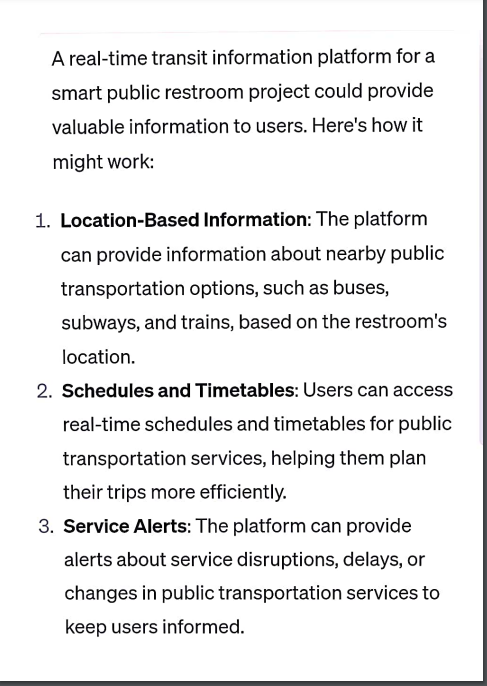 A real-time transit information platform for a
smart public restroom project could provide
valuable information to users. Here's how it
might work:
1. Location-Based Information: The platform
can provide information about nearby public
transportation options, such as buses,
subways, and trains, based on the restroom's
location.
2. Schedules and Timetables: Users can access
real-time schedules and timetables for public
transportation services, helping them plan
their trips more efficiently.
3. Service Alerts: The platform can provide
alerts about service disruptions, delays, or
changes in public transportation services to
keep users informed.